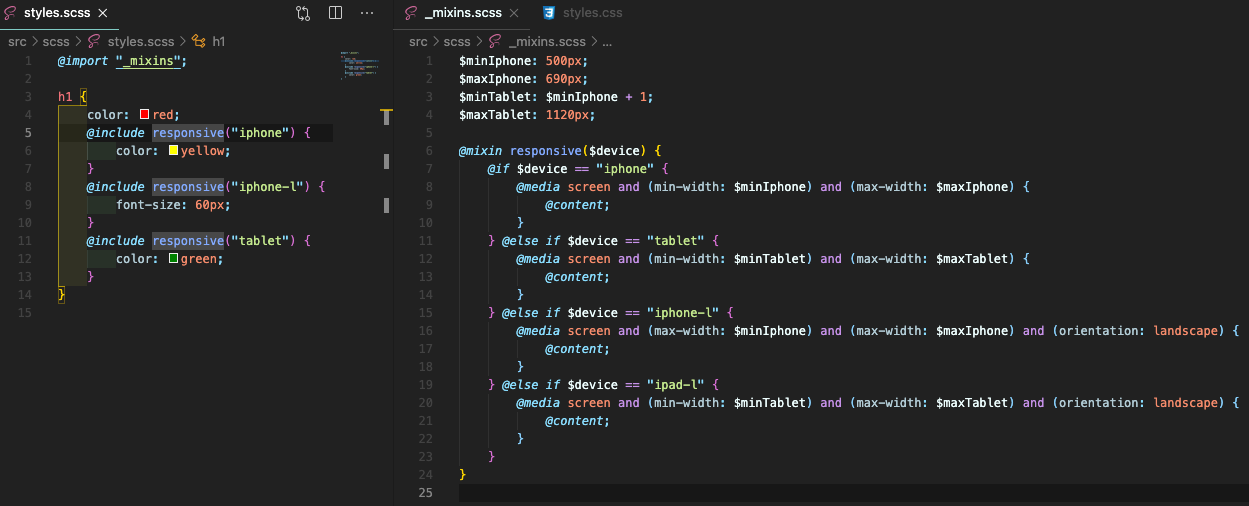 styles.scss
src > scss > styles.scss > h1
1 @import "_mixins";
2
3 h1 {
4 color: red;
5 @include responsive("iphone") {
6 color: yellow;
7 }
8 @include responsive("iphone-l") {
9 font-size: 60px;
10 }
11 @include responsive("tablet") {
12 color: green;
13 }
14 }
15
_mixins.scss styles.css
src > scss > _mixins.scss > ...
1 $minIphone: 500px;
2 $maxIphone: 690px;
3 $minTablet: $minIphone + 1;
4 $maxTablet: 1120px;
5
6 @mixin responsive($device) {
7 @if $device == "iphone" {
8 @media screen and (min-width: $minIphone) and (max-width: $maxIphone) {
9 @content;
10 }
11 } @else if $device == "tablet" {
12 @media screen and (min-width: $minTablet) and (max-width: $maxTablet) {
13 @content;
14 }
15 } @else if $device == "iphone-l" {
16 @media screen and (max-width: $minIphone) and (max-width: $maxIphone) and (orientation: landscape) {
17 @content;
18 }
19 } @else if $device == "ipad-l" {
20 @media screen and (min-width: $minTablet) and (max-width: $maxTablet) and (orientation: landscape) {
21 @content;
22 }
23 }
24 }
25